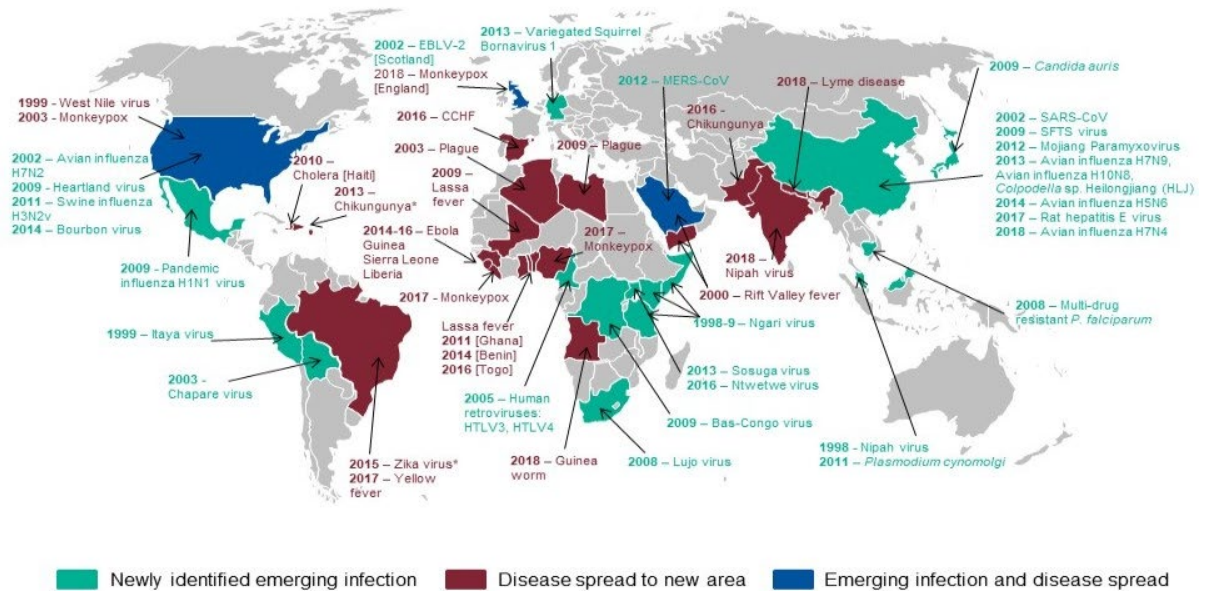 1999 - West Nile virus
2003 - Monkeypox
2002 – Avian influenza
H7N2
2009 – Heartland virus
2011 – Swine influenza
H3N2v
2014 – Bourbon virus
2009 - Pandemic
influenza H1N1 virus
1999 – Itaya virus
2003 -
Chapare virus
2010 –
Cholera [Haiti]
2013 –
Chikungunya*
2015 – Zika virus*
2017 – Yellow
fever
2002 – EBLV-2
[Scotland]
2018 – Monkeypox
[England]
2013 – Variegated Squirrel
Bornavirus 1
2016 – CCHF
2003 – Plague
2009 – Plague
2009 –
Lassa
fever
2014-16 – Ebola
Guinea
Sierra Leone
Liberia
2017 - Monkeypox
2017 –
Monkeypox
Lassa fever
2011 [Ghana]
2014 [Benin]
2016 [Togo]
2005 - Human
retroviruses:
HTLV3, HTLV4
2018 – Guinea
worm
2008 – Lujo virus
2009 – Bas-Congo virus
2013 – Sosuga virus
2016 – Ntwetwe virus
1998-9 - Ngari virus
2000 – Rift Valley fever
2012 – MERS-CoV
2016 -
Chikungunya
2018 – Lyme disease
2018 –
Nipah virus
2009 – Candida auris
2002 – SARS-CoV
2009 – SFTS virus
2012 – Mojiang Paramyxovirus
2013 – Avian influenza H7N9,
Avian influenza H10N8,
Colpodella sp. Heilongjiang (HLJ)
2014 – Avian influenza H5N6
2017 – Rat hepatitis E virus
2018 – Avian influenza H7N4
2008 – Multi-drug
resistant P. falciparum
1998 - Nipah virus
2011 – Plasmodium cynomolgi
Newly identified emerging infection
Disease spread to new area
Emerging infection and disease spread